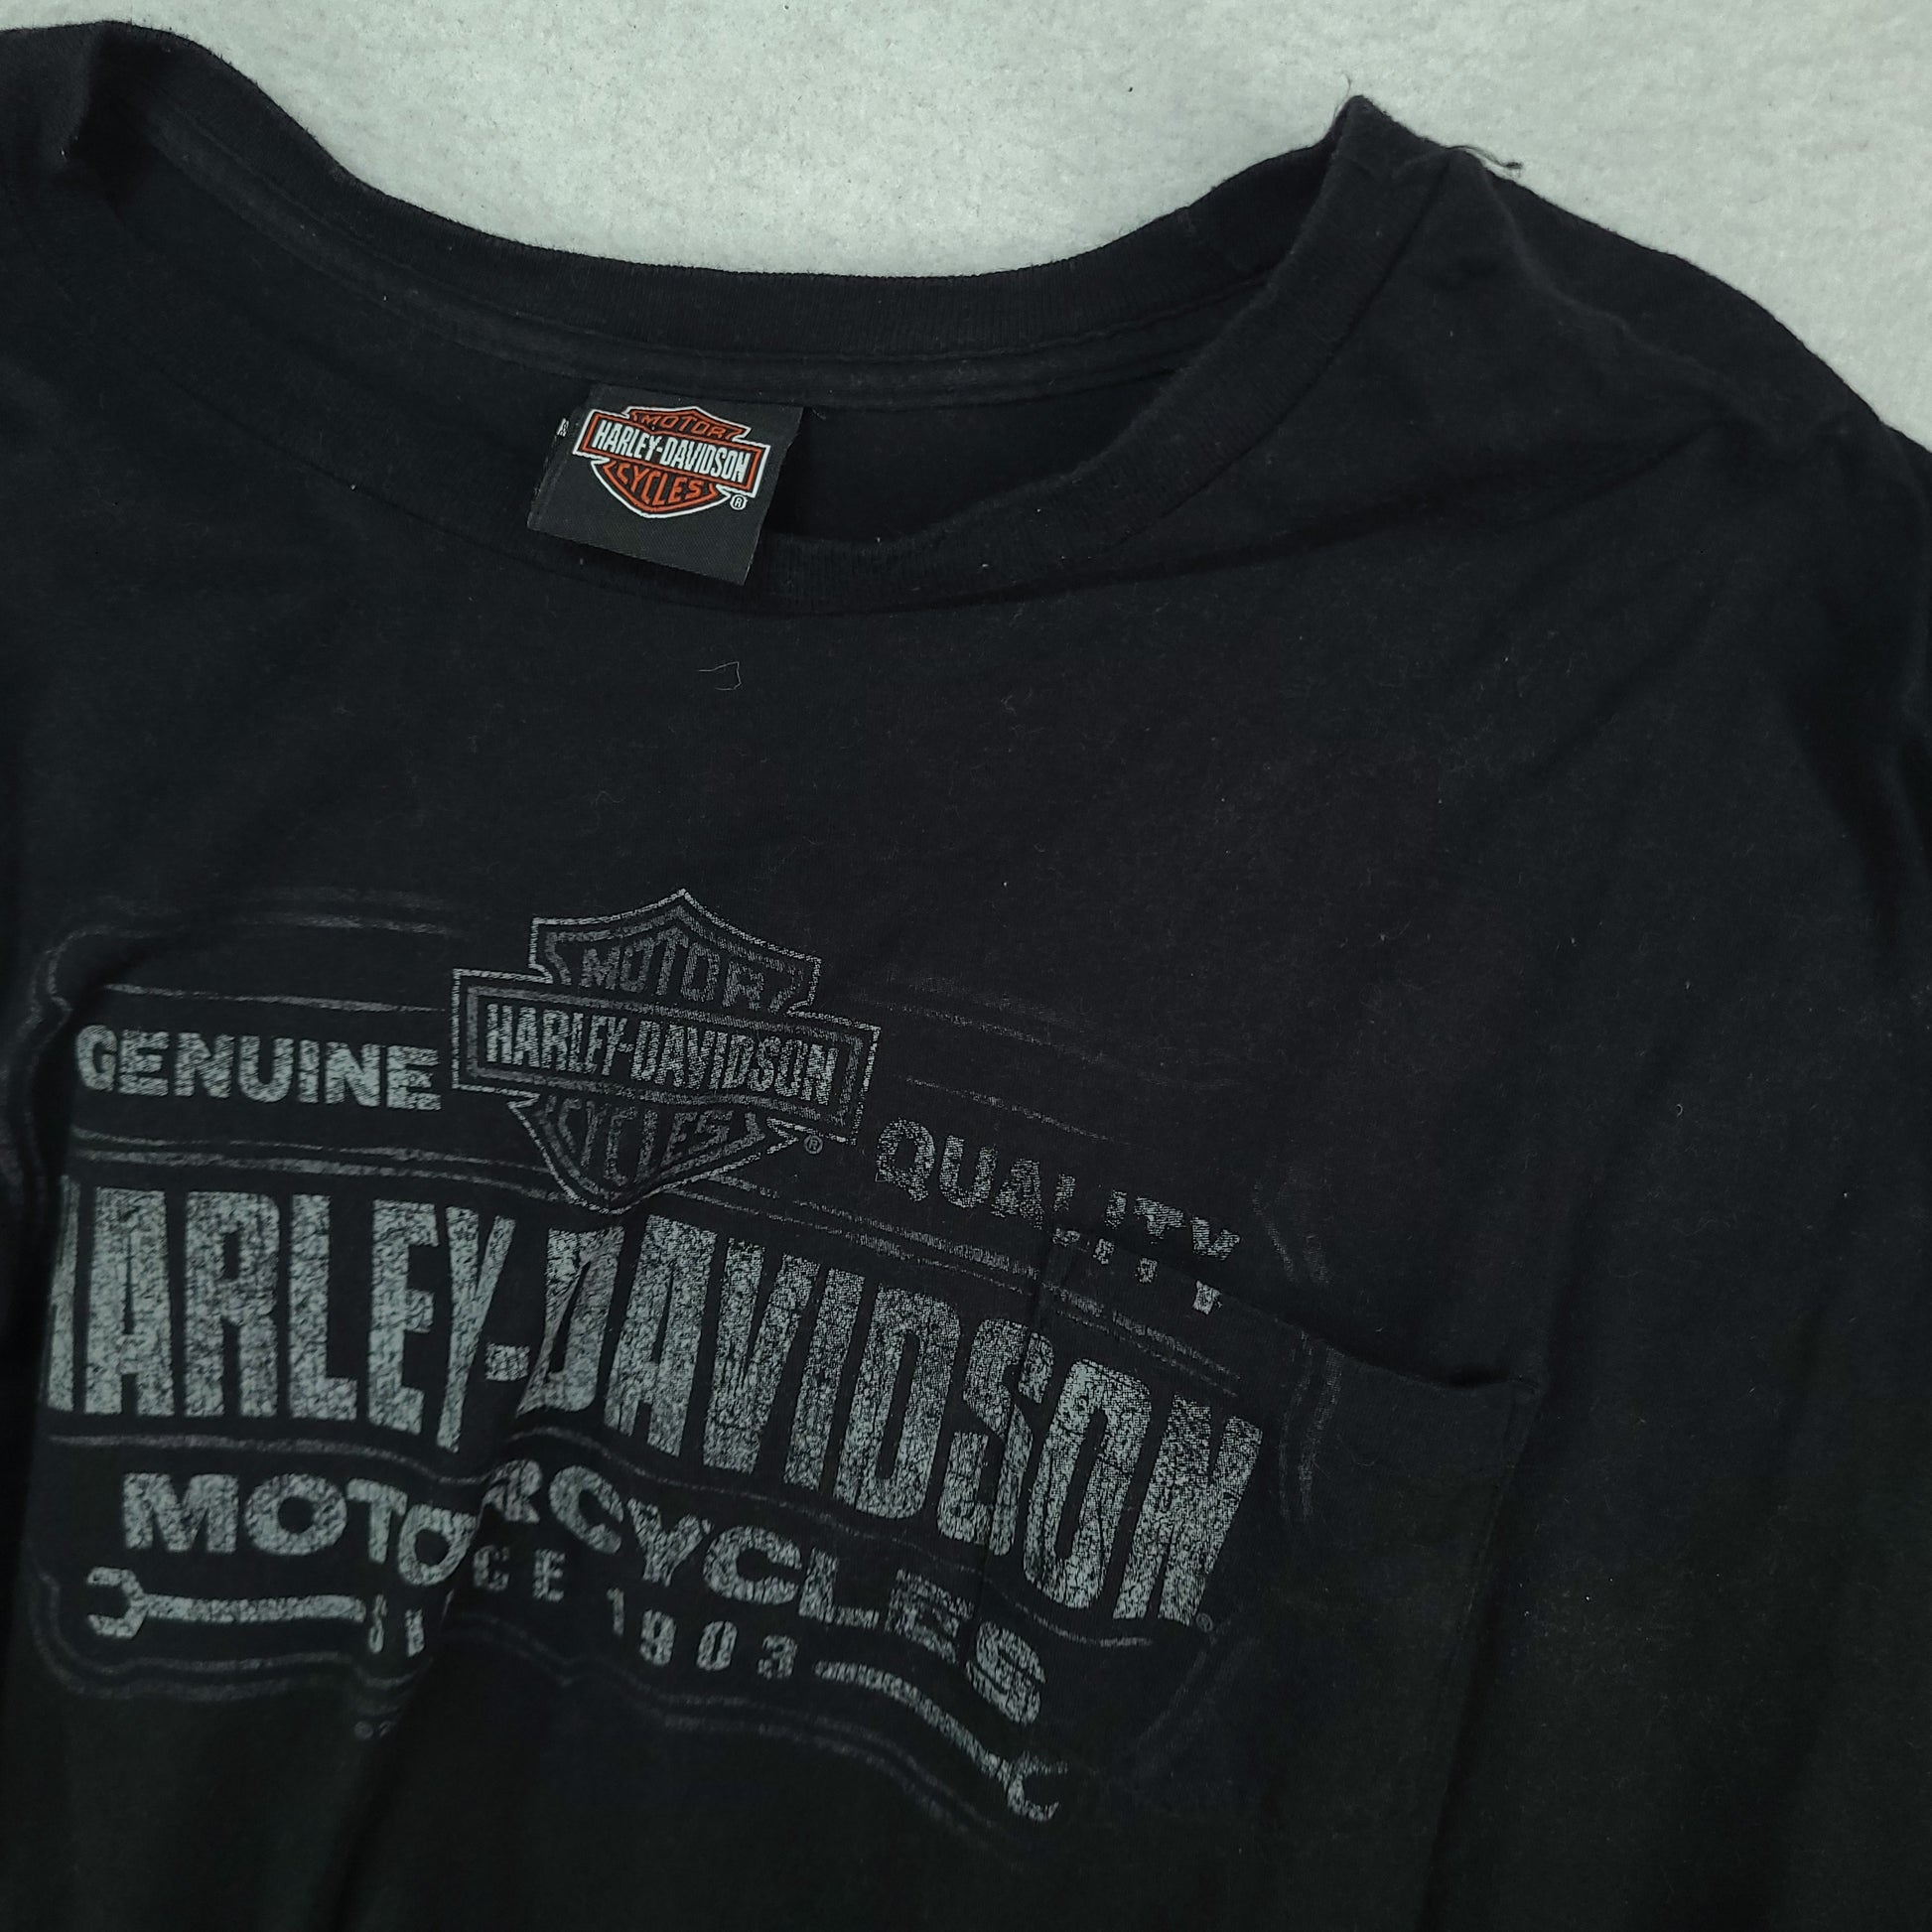 MOTOR
HARLEY-DAVIDSON
CYCLES
®
MOTOR
HARLEY-DAVIDSON
CYCLES
®
GENUINE QUALITY
HARLEY-DAVIDSON
®
MOTORCYCLES
SINCE 1903